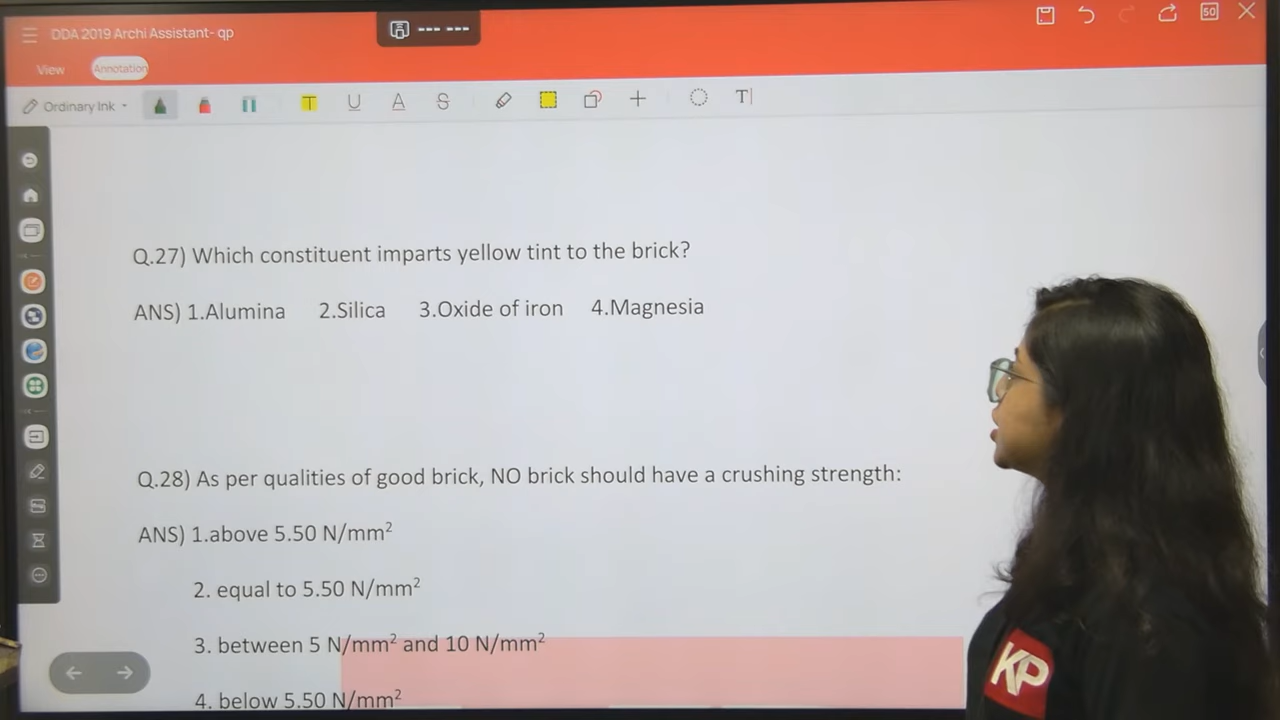 DDA 2019 Archi Assistant- qp
50
View
Annotation
Ordinary Ink
T U A S T
Q.27) Which constituent imparts yellow tint to the brick?
ANS) 1.Alumina 2.Silica 3.Oxide of iron 4.Magnesia
Q.28) As per qualities of good brick, NO brick should have a crushing strength:
ANS) 1.above 5.50 N/mm²
2. equal to 5.50 N/mm²
3. between 5 N/mm² and 10 N/mm²
4. below 5.50 N/mm²
KP